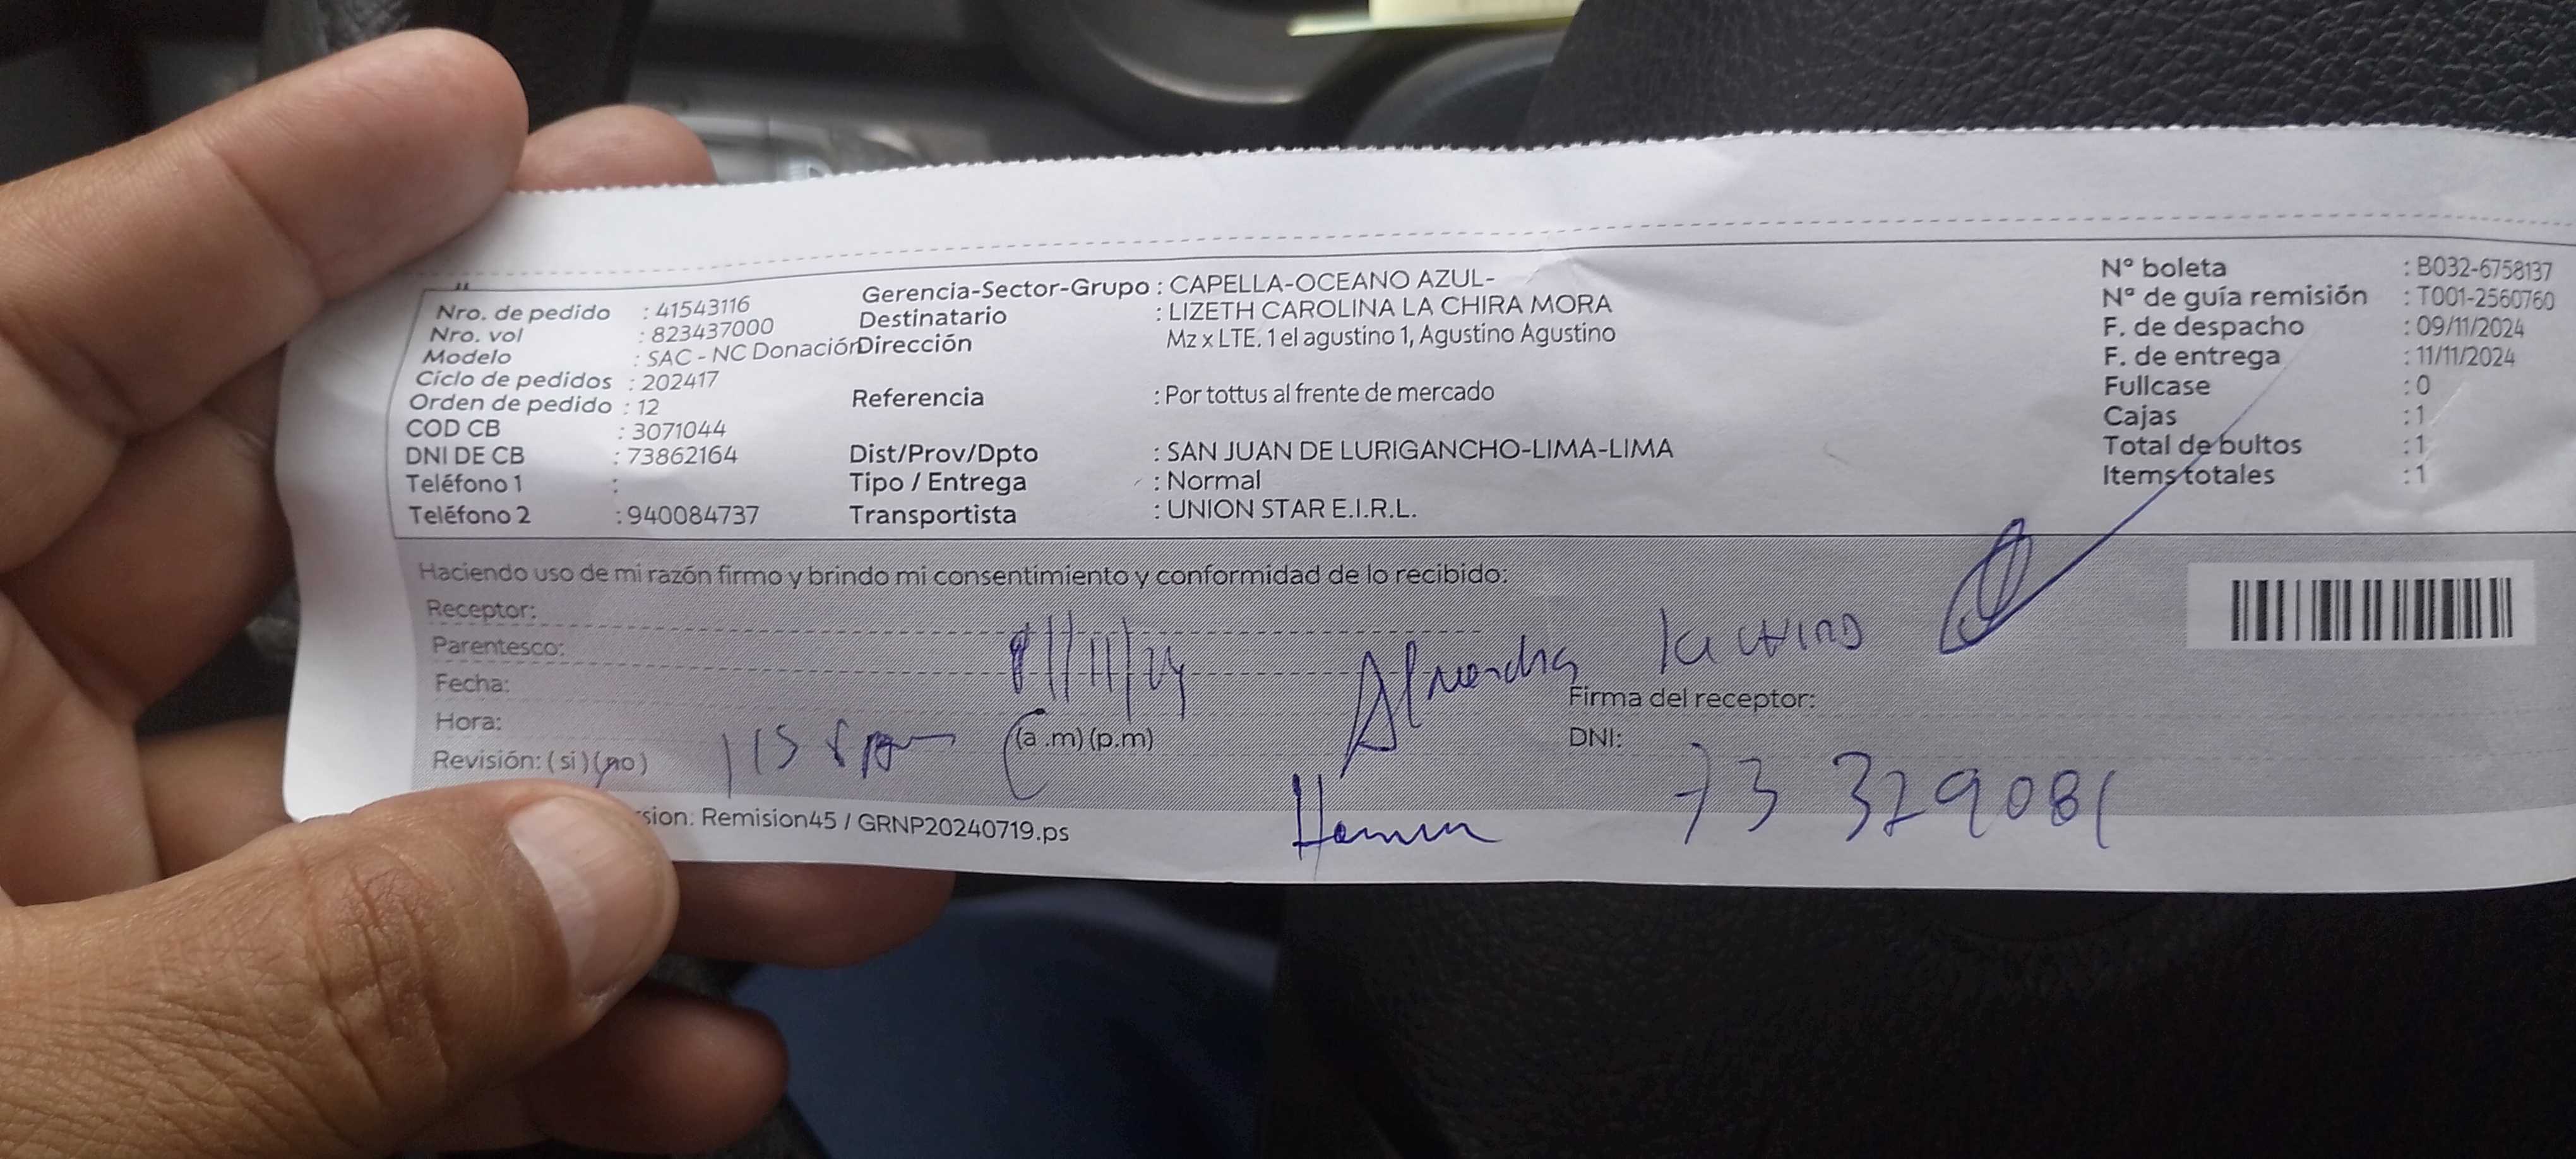 Nro. de pedido : 41543116
Nro. vol : 823437000
Modelo : SAC - NC Donación
Ciclo de pedidos : 202417
Orden de pedido : 12
COD CB : 3071044
DNI DE CB : 73862164
Teléfono 1 :
Teléfono 2 : 940084737
Gerencia-Sector-Grupo : CAPELLA-OCEANO AZUL-
Destinatario : LIZETH CAROLINA LA CHIRA MORA
Dirección Mz x LTE. 1 el agustino 1, Agustino Agustino
Referencia : Por tottus al frente de mercado
Dist/Prov/Dpto : SAN JUAN DE LURIGANCHO-LIMA-LIMA
Tipo / Entrega : Normal
Transportista : UNION STAR E.I.R.L.
N° boleta : B032-6758137
N° de guía remisión : T001-2560760
F. de despacho : 09/11/2024
F. de entrega : 11/11/2024
Fullcase : 0
Cajas : 1
Total de bultos : 1
Items totales : 1
Haciendo uso de mi razón firmo y brindo mi consentimiento y conformidad de lo recibido:
Receptor:
Parentesco:
Fecha:
Hora: (a .m) (p.m)
Revisión: ( si ) (no )
Firma del receptor:
DNI: 73 329081
sion: Remision45 / GRNP20240719.ps